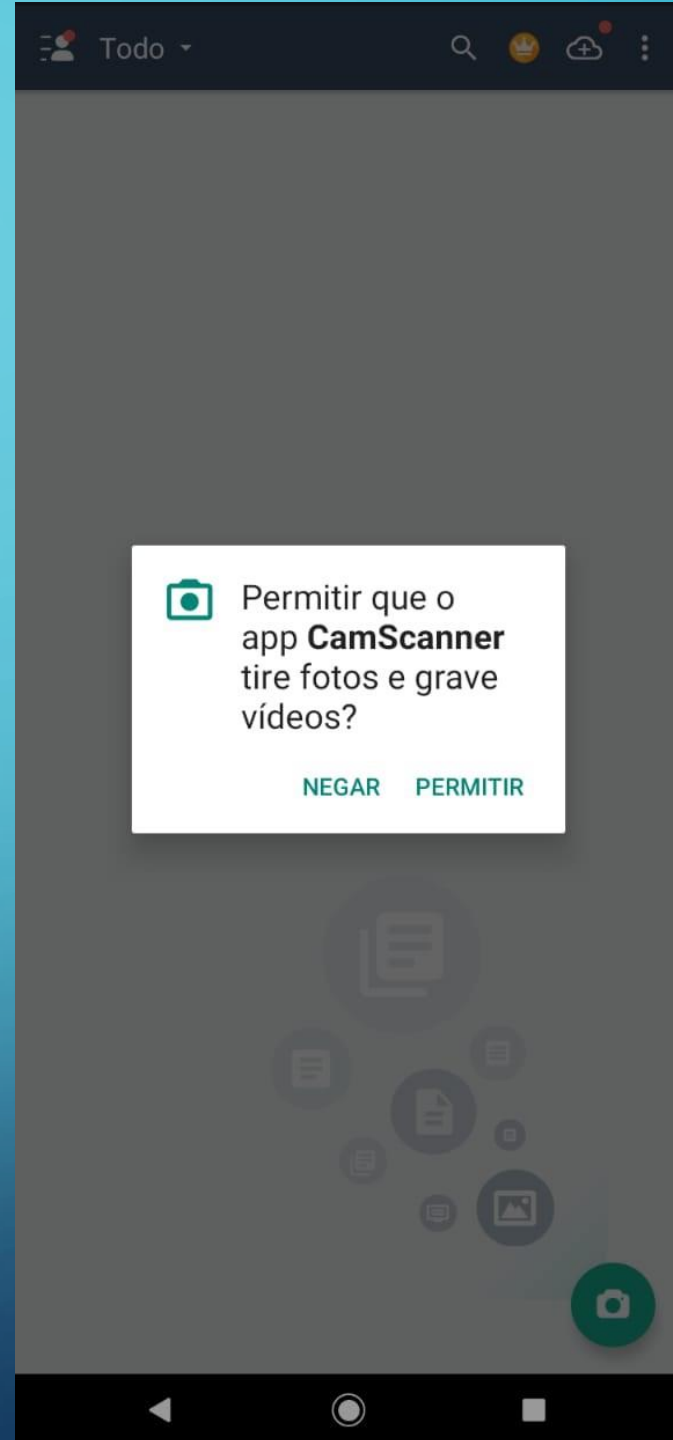 Todo
Permitir que o
app CamScanner
tire fotos e grave
vídeos?
NEGAR PERMITIR